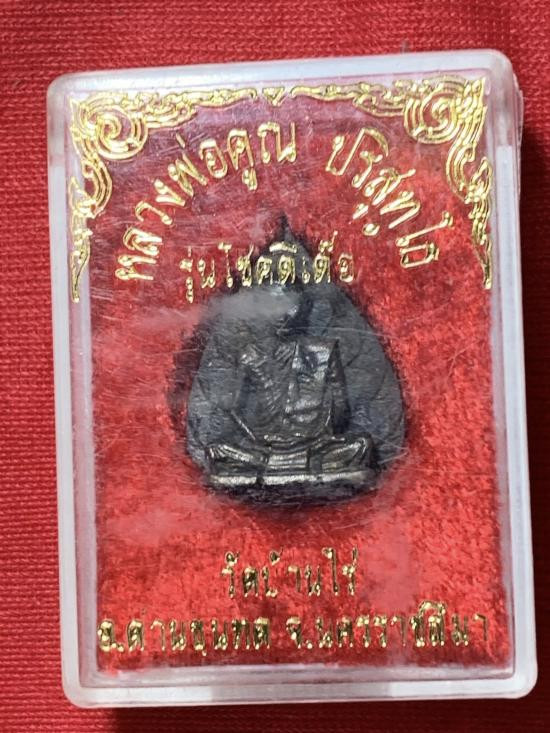 หลวงพ่อคูณ ปริสุทฺโธ
รุ่นโชคดีเด้อ
วัดบ้านไร่
อ.ด่านขุนทด จ.นครราชสีมา